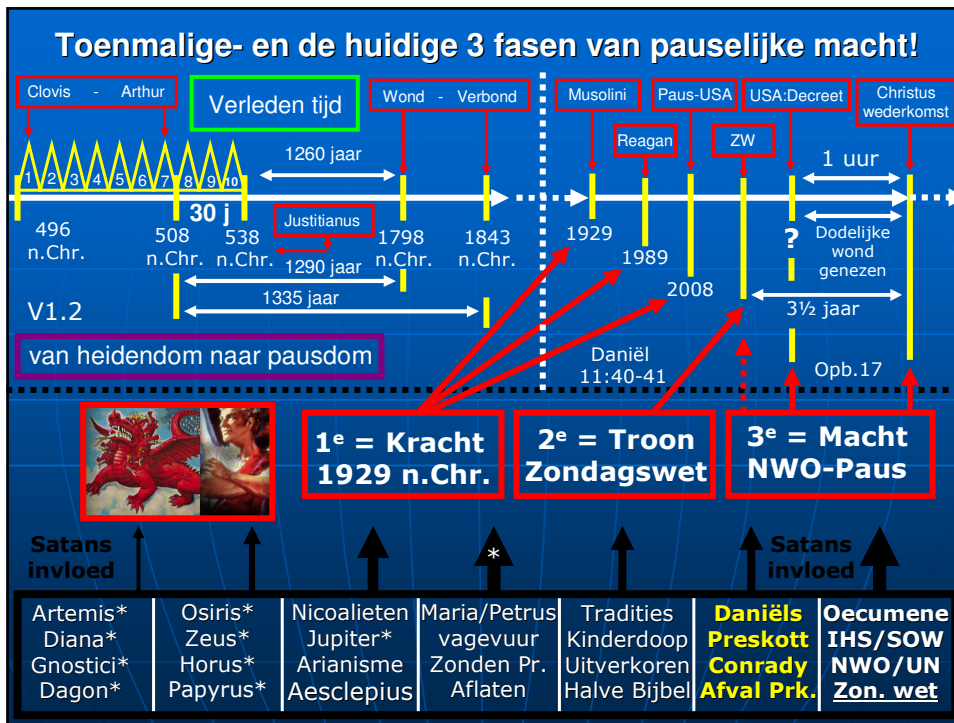 Toenmalige- en de huidige 3 fasen van pauselijke macht!
Clovis - Arthur
Verleden tijd
Wond - Verbond
Musolini
Paus-USA
USA:Decreet
Christus
wederkomst
Reagan
ZW
1260 jaar
1 uur
1 2 3 4 5 6 7 8 9 10
30 j
Justitianus
496
n.Chr.
508
n.Chr.
538
n.Chr.
1798
n.Chr.
1843
n.Chr.
1929
1989
2008
?
Dodelijke
wond
genezen
1290 jaar
1335 jaar
3½ jaar
V1.2
van heidendom naar pausdom
Daniël
11:40-41
Opb.17
1e = Kracht
1929 n.Chr.
2e = Troon
Zondagswet
3e = Macht
NWO-Paus
Satans
invloed
*
Satans
invloed
Artemis*
Diana*
Gnostici*
Dagon*
Osiris*
Zeus*
Horus*
Papyrus*
Nicoalieten
Jupiter*
Arianisme
Aesclepius
Maria/Petrus
vagevuur
Zonden Pr.
Aflaten
Tradities
Kinderdoop
Uitverkoren
Halve Bijbel
Daniëls
Preskott
Conrady
Afval Prk.
Oecumene
IHS/SOW
NWO/UN
Zon. wet